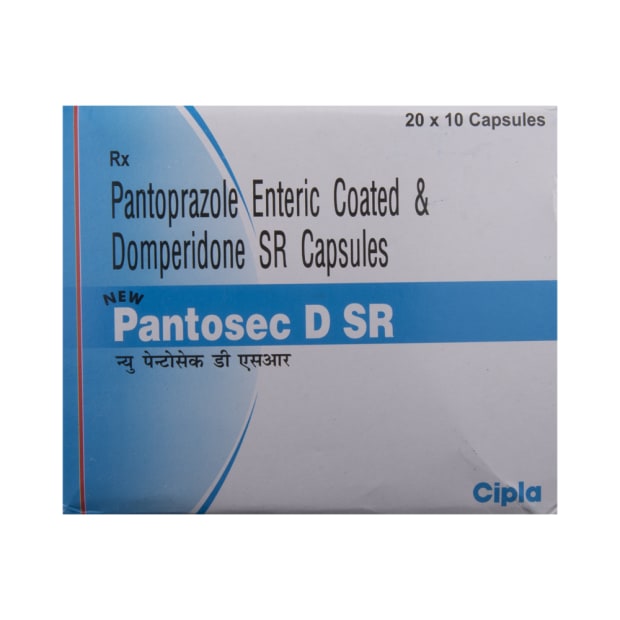 20 x 10 Capsules
Rx
Pantoprazole Enteric Coated &
Domperidone SR Capsules
NEW
Pantosec D SR
न्यु पेन्टोसेक डी एसआर
Cipla